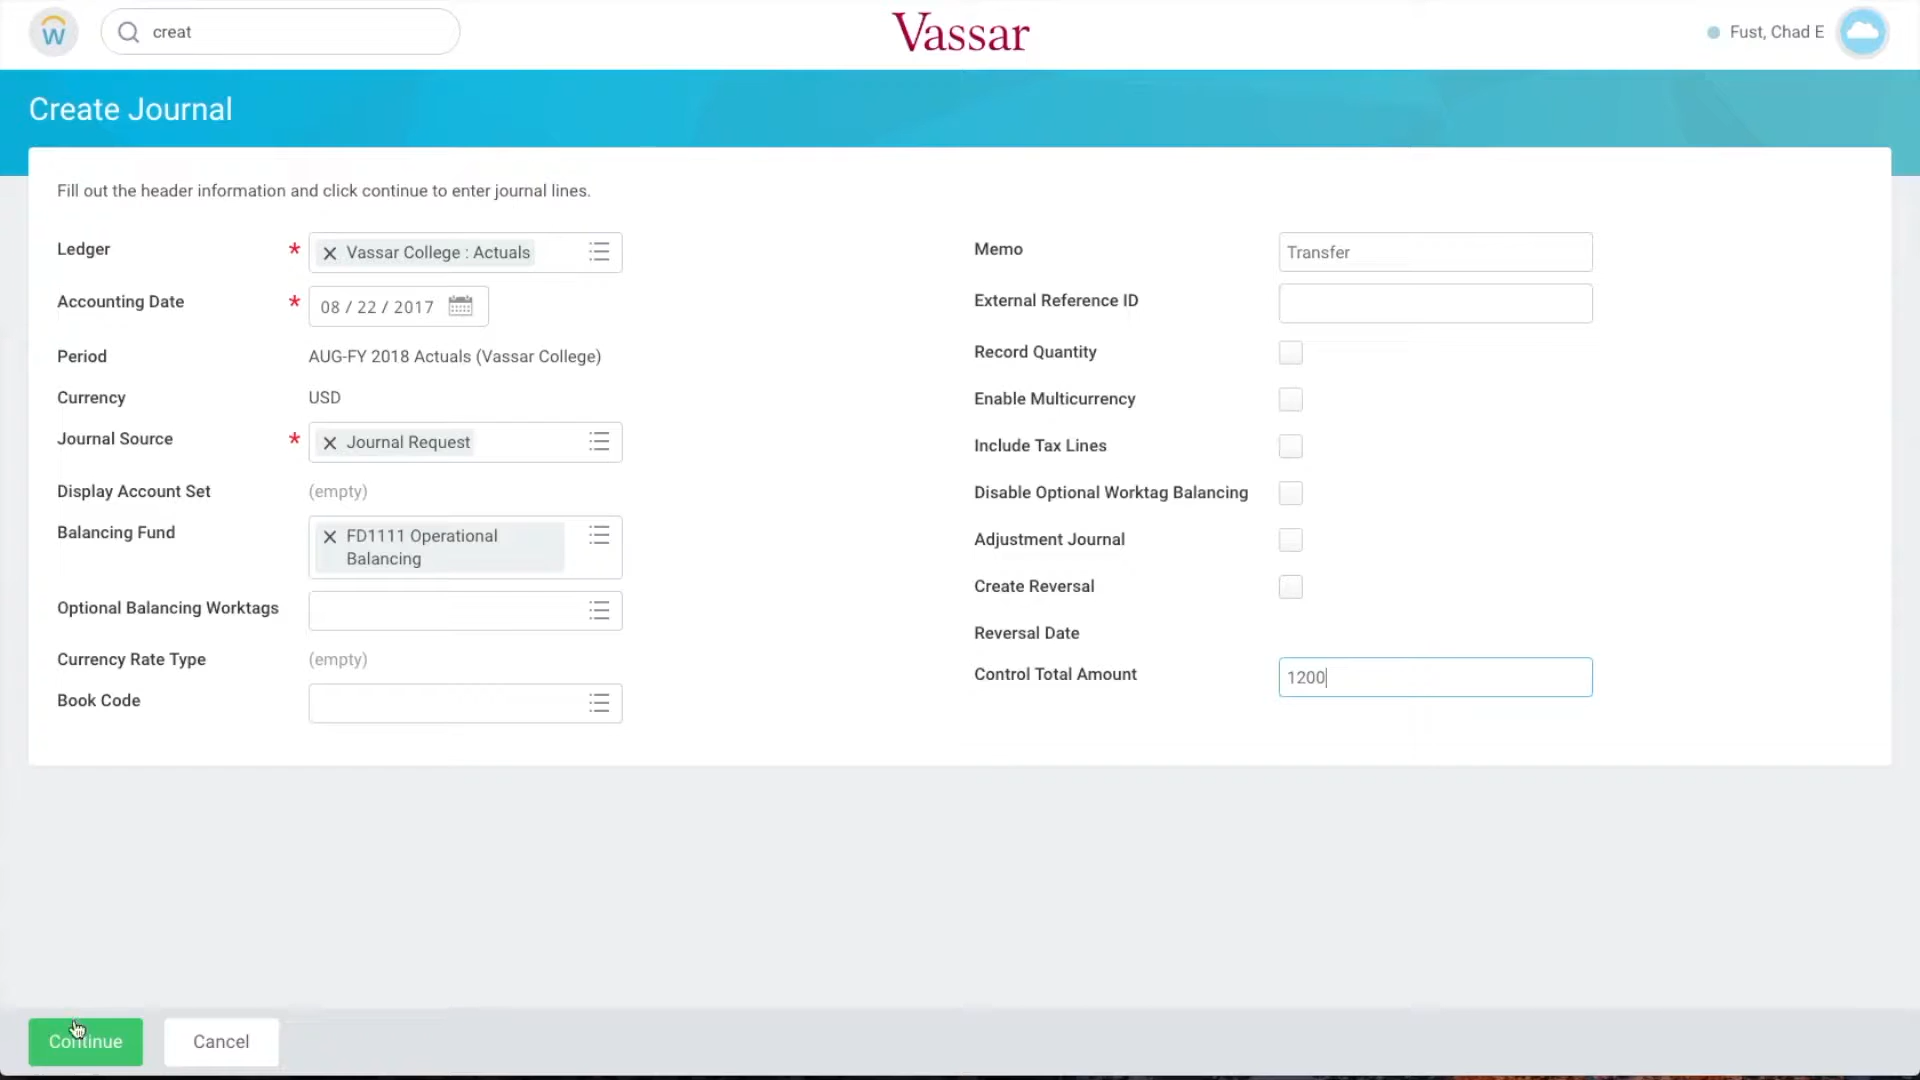 W
creat
Vassar
Fust, Chad E
Create Journal
Fill out the header information and click continue to enter journal lines.
Ledger * Vassar College : Actuals
Accounting Date * 08 / 22 / 2017
Period AUG-FY 2018 Actuals (Vassar College)
Currency USD
Journal Source * Journal Request
Display Account Set (empty)
Balancing Fund FD1111 Operational
Balancing
Optional Balancing Worktags
Currency Rate Type (empty)
Book Code
Memo Transfer
External Reference ID
Record Quantity
Enable Multicurrency
Include Tax Lines
Disable Optional Worktag Balancing
Adjustment Journal
Create Reversal
Reversal Date
Control Total Amount 1200
Continue Cancel